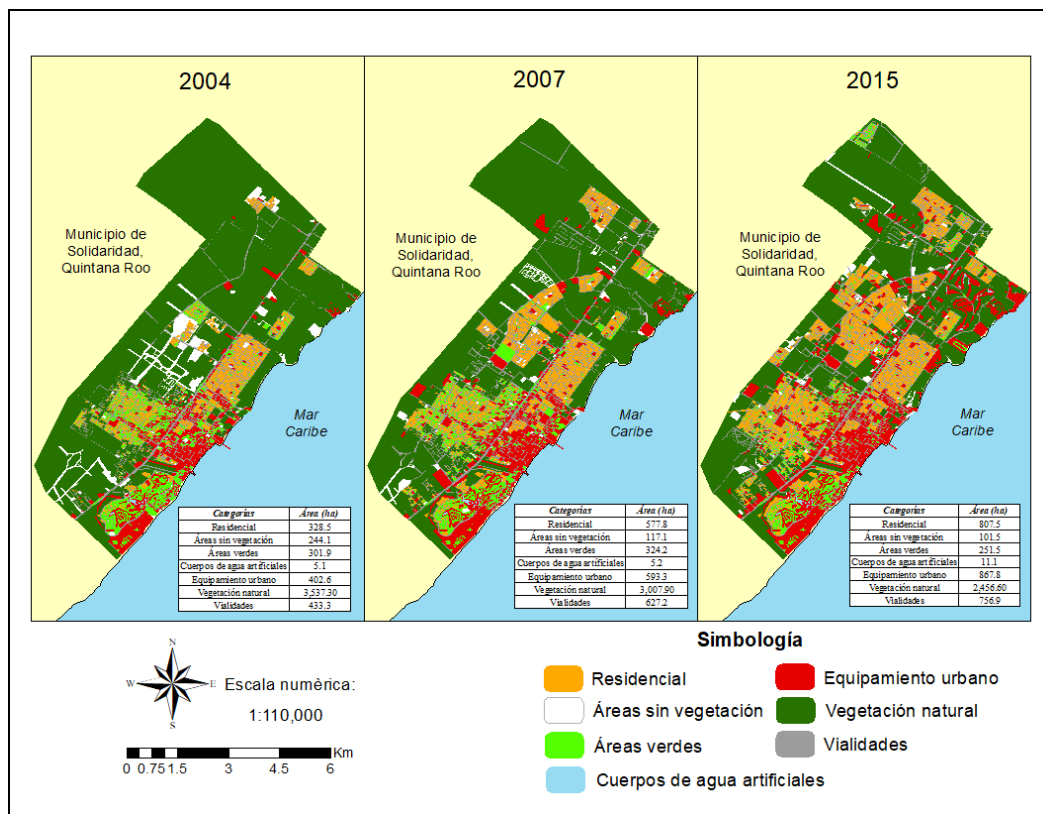 2004
2007
2015
Municipio de
Solidaridad,
Quintana Roo
Municipio de
Solidaridad,
Quintana Roo
Municipio de
Solidaridad,
Quintana Roo
Mar
Caribe
Mar
Caribe
Mar
Caribe
Categorías Área (ha)
Residencial 328.5
Áreas sin vegetación 244.1
Áreas verdes 301.9
Cuerpos de agua artificiales 5.1
Equipamiento urbano 402.6
Vegetación natural 3,537.30
Vialidades 433.3
Categorías Área (ha)
Residencial 577.8
Áreas sin vegetación 117.1
Áreas verdes 324.2
Cuerpos de agua artificiales 5.2
Equipamiento urbano 593.3
Vegetación natural 3,007.90
Vialidades 627.2
Categorías Área (ha)
Residencial 807.5
Áreas sin vegetación 101.5
Áreas verdes 251.5
Cuerpos de agua artificiales 11.1
Equipamiento urbano 867.8
Vegetación natural 2,456.60
Vialidades 756.9
N
W E
S
Escala numèrica:
1:110,000
Km
0 0.75 1.5 3 4.5 6
Simbología
Residencial
Equipamiento urbano
Áreas sin vegetación
Vegetación natural
Áreas verdes
Vialidades
Cuerpos de agua artificiales